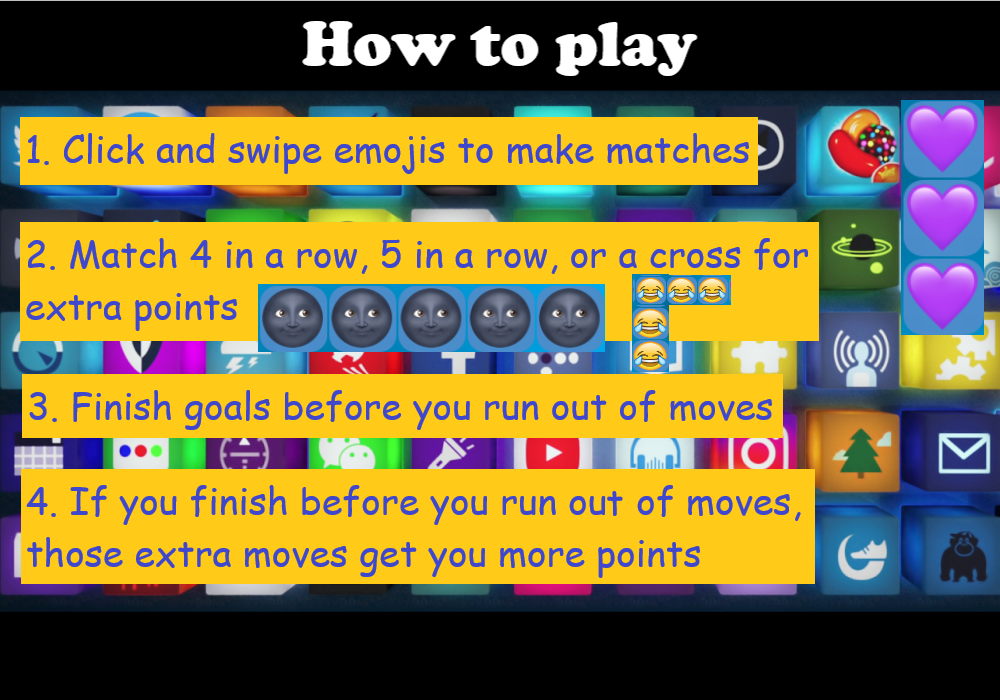 How to play
1. Click and swipe emojis to make matches
2. Match 4 in a row, 5 in a row, or a cross for
extra points
3. Finish goals before you run out of moves
4. If you finish before you run out of moves,
those extra moves get you more points